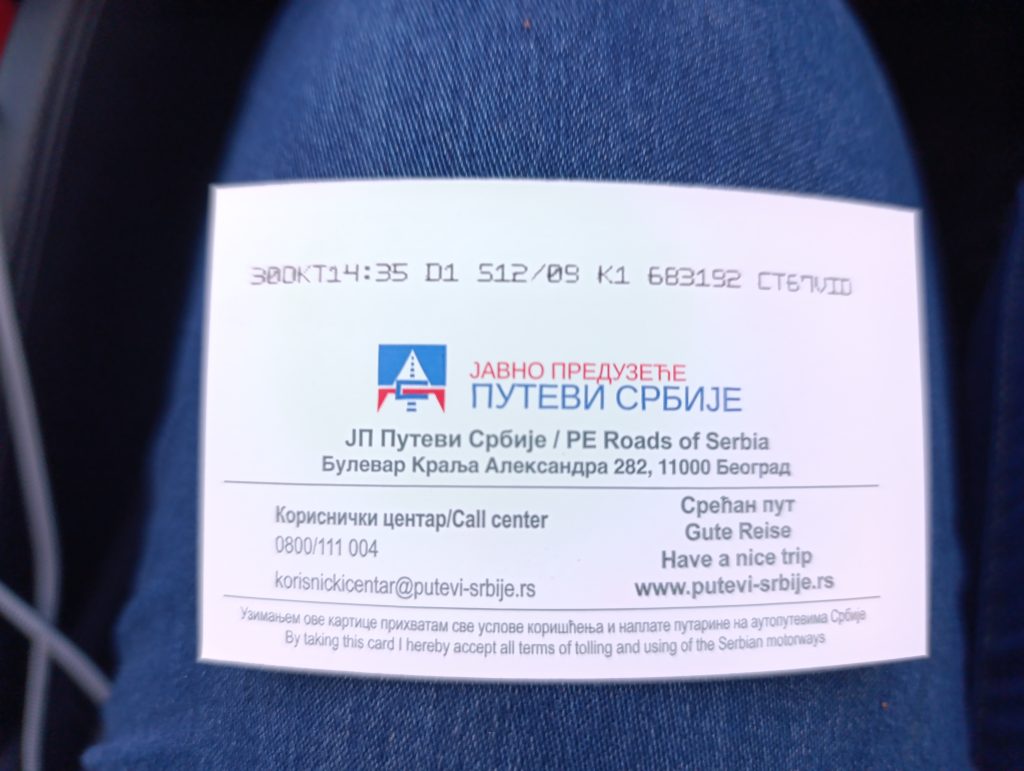 30OKT14:35 D1 S12/09 K1 683192 CT67VID
ЈАВНО ПРЕДУЗЕЋЕ
ПУТЕВИ СРБИЈЕ
ЈП Путеви Србије / PE Roads of Serbia
Булевар Краља Александра 282, 11000 Београд
Кориснички центар/Call center
0800/111 004
korisnickicentar@putevi-srbije.rs
Срећан пут
Gute Reise
Have a nice trip
www.putevi-srbije.rs
Узимањем ове картице прихватам све услове коришћења и наплате путарине на аутопутевима Србије
By taking this card I hereby accept all terms of tolling and using of the Serbian motorways